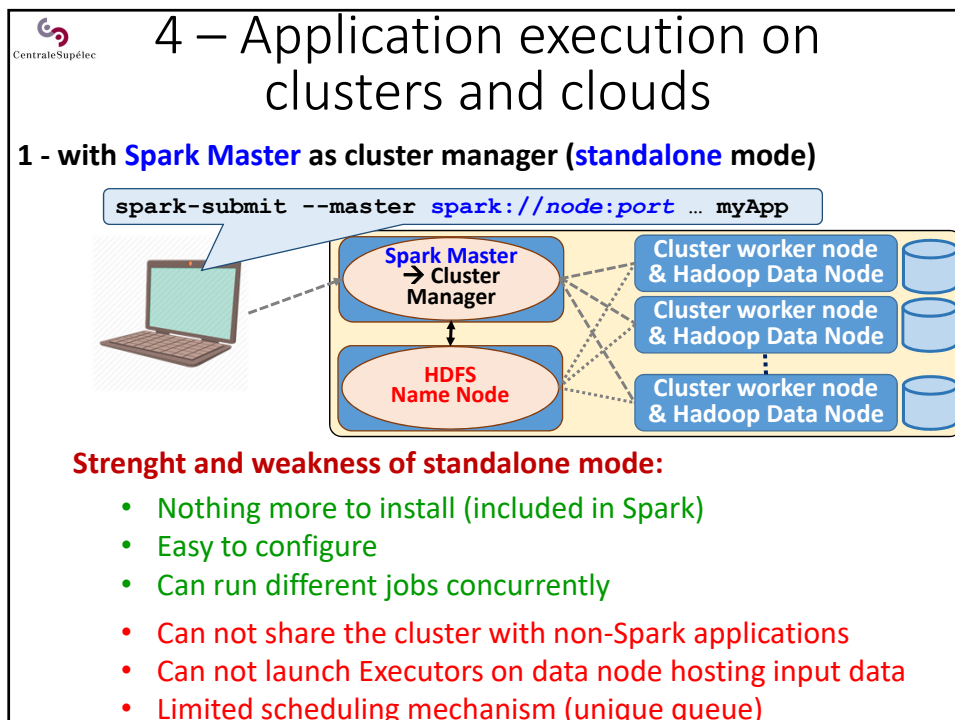 CentraleSupélec
4 – Application execution on
clusters and clouds
1 - with Spark Master as cluster manager (standalone mode)
spark-submit --master spark://node:port … myApp
Spark Master
→ Cluster
Manager
HDFS
Name Node
Cluster worker node
& Hadoop Data Node
Cluster worker node
& Hadoop Data Node
Cluster worker node
& Hadoop Data Node
Strenght and weakness of standalone mode:
• Nothing more to install (included in Spark)
• Easy to configure
• Can run different jobs concurrently
• Can not share the cluster with non-Spark applications
• Can not launch Executors on data node hosting input data
• Limited scheduling mechanism (unique queue)